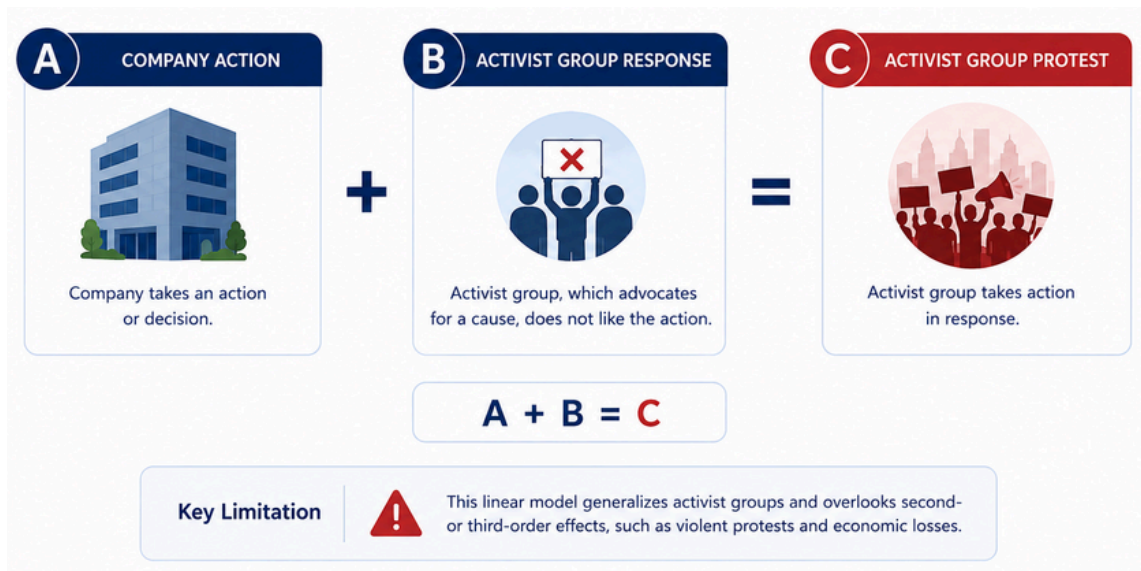 A COMPANY ACTION
B ACTIVIST GROUP RESPONSE
C ACTIVIST GROUP PROTEST
+
=
Company takes an action
or decision.
Activist group, which advocates
for a cause, does not like the action.
Activist group takes action
in response.
A + B = C
Key Limitation
This linear model generalizes activist groups and overlooks second-
or third-order effects, such as violent protests and economic losses.